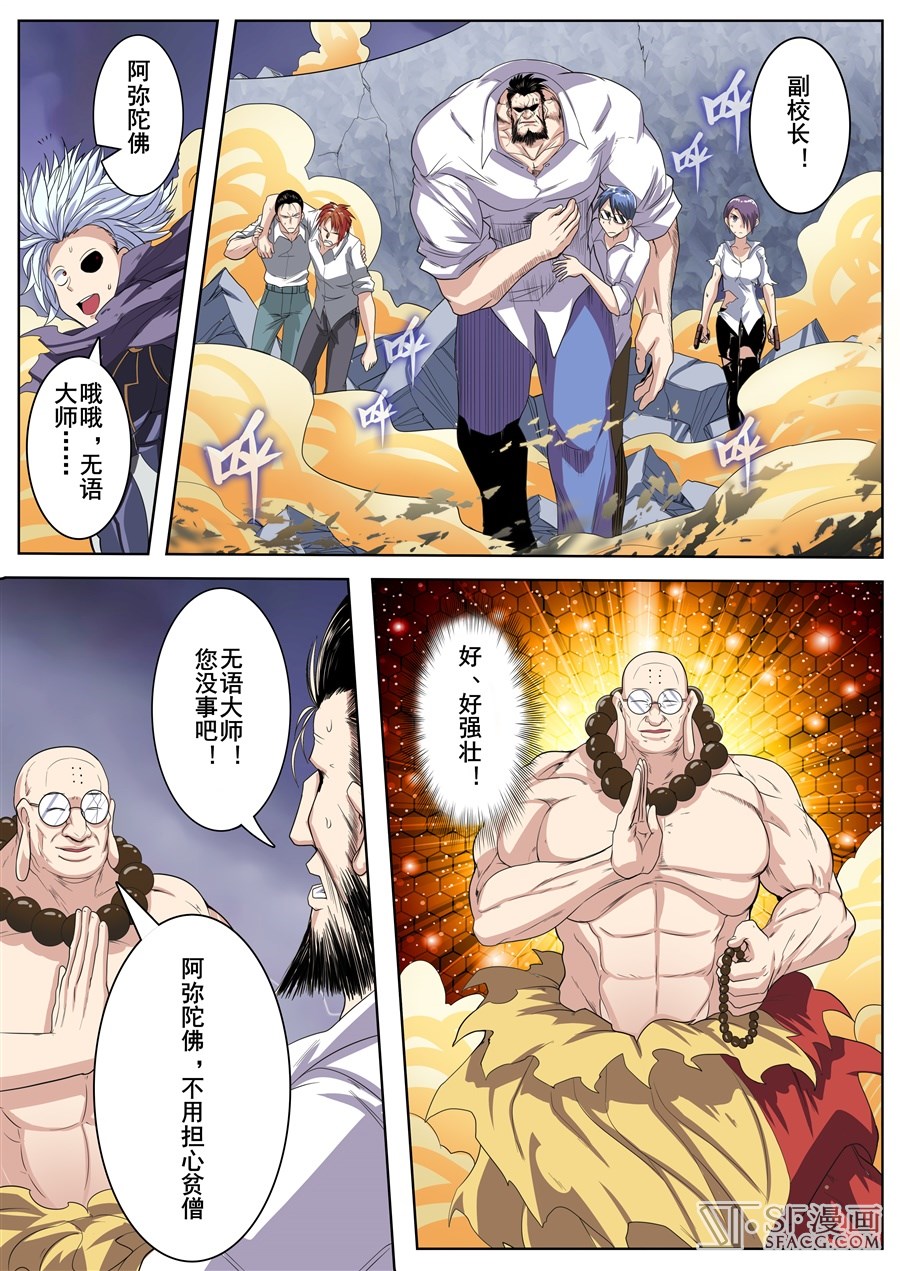 副校长！
呼
呼
呼
呼
呼
呼
阿弥陀佛
哦哦，无语
大师……
好、好强壮！
无语大师！
您没事吧！
阿弥陀佛，不用担心贫僧
SF漫画
SFACG.COM